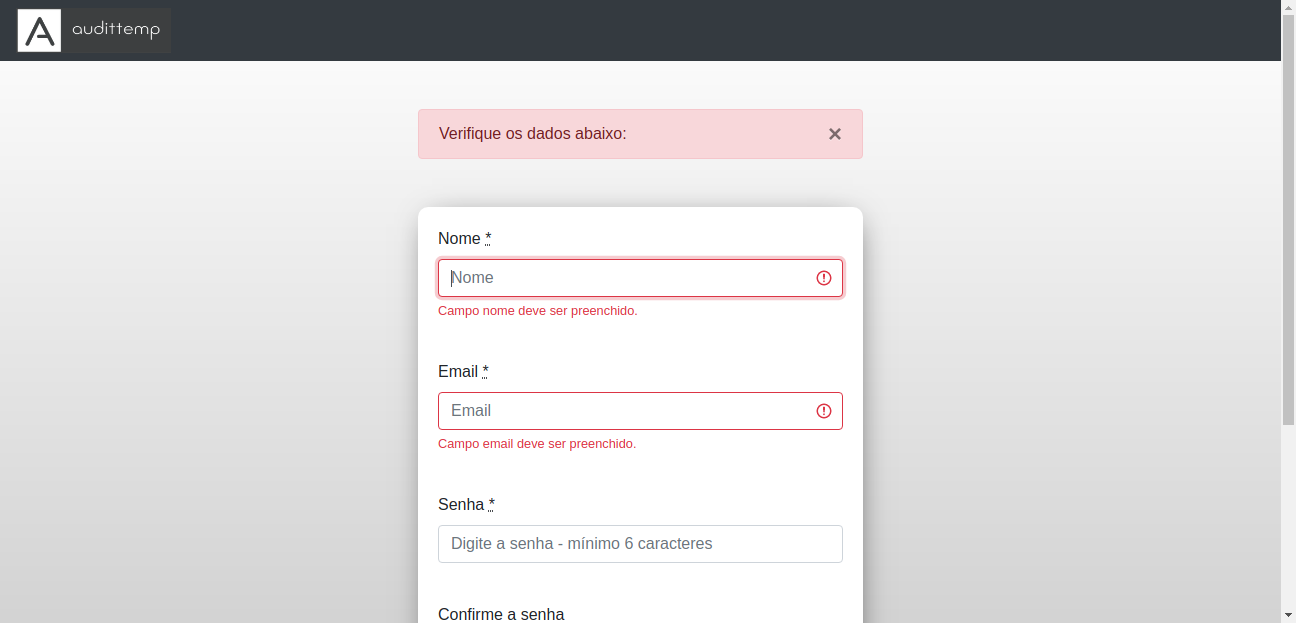 audittemp
Verifique os dados abaixo: ×
Nome *
Nome
Campo nome deve ser preenchido.
Email *
Email
Campo email deve ser preenchido.
Senha *
Digite a senha - mínimo 6 caracteres
Confirme a senha